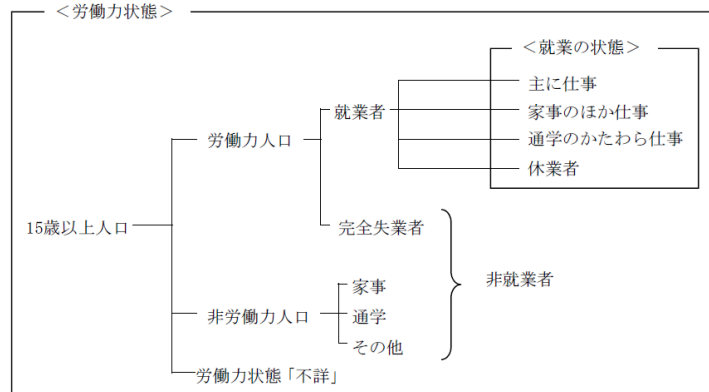 ＜労働力状態＞
＜就業の状態＞
主に仕事
就業者
家事のほか仕事
労働力人口
通学のかたわら仕事
休業者
15歳以上人口
完全失業者
非就業者
家事
非労働力人口
通学
その他
労働力状態「不詳」